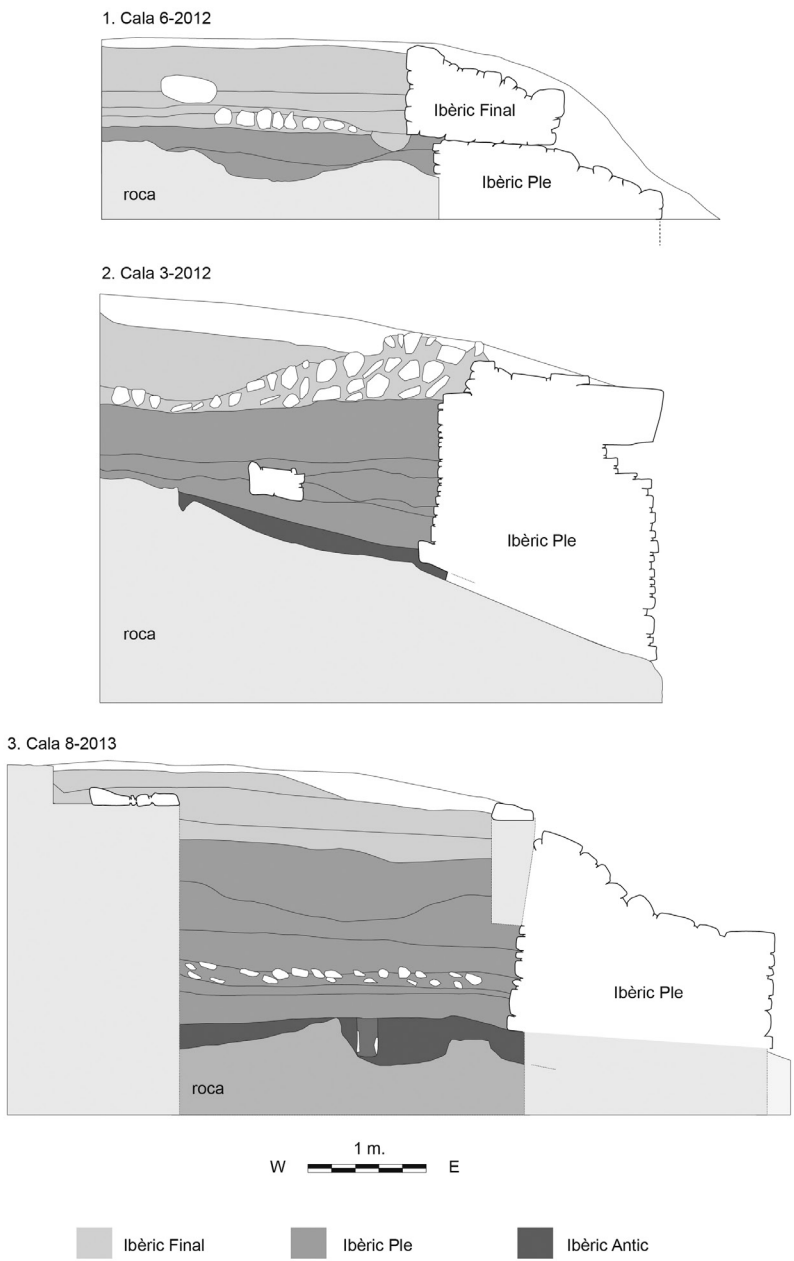 1. Cala 6-2012
Ibèric Final
Ibèric Ple
roca
2. Cala 3-2012
Ibèric Ple
roca
3. Cala 8-2013
Ibèric Ple
roca
1 m.
W E
Ibèric Final Ibèric Ple Ibèric Antic